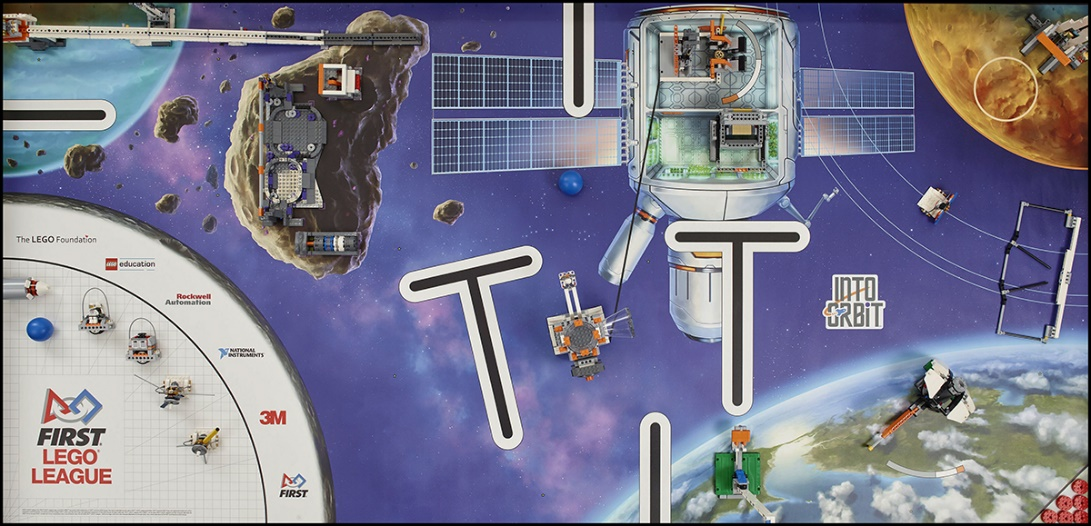 The LEGO Foundation
LEGO education
Rockwell
Automation
NATIONAL
INSTRUMENTS
3M
FIRST
LEGO
LEAGUE
FIRST
INTO
ORBIT